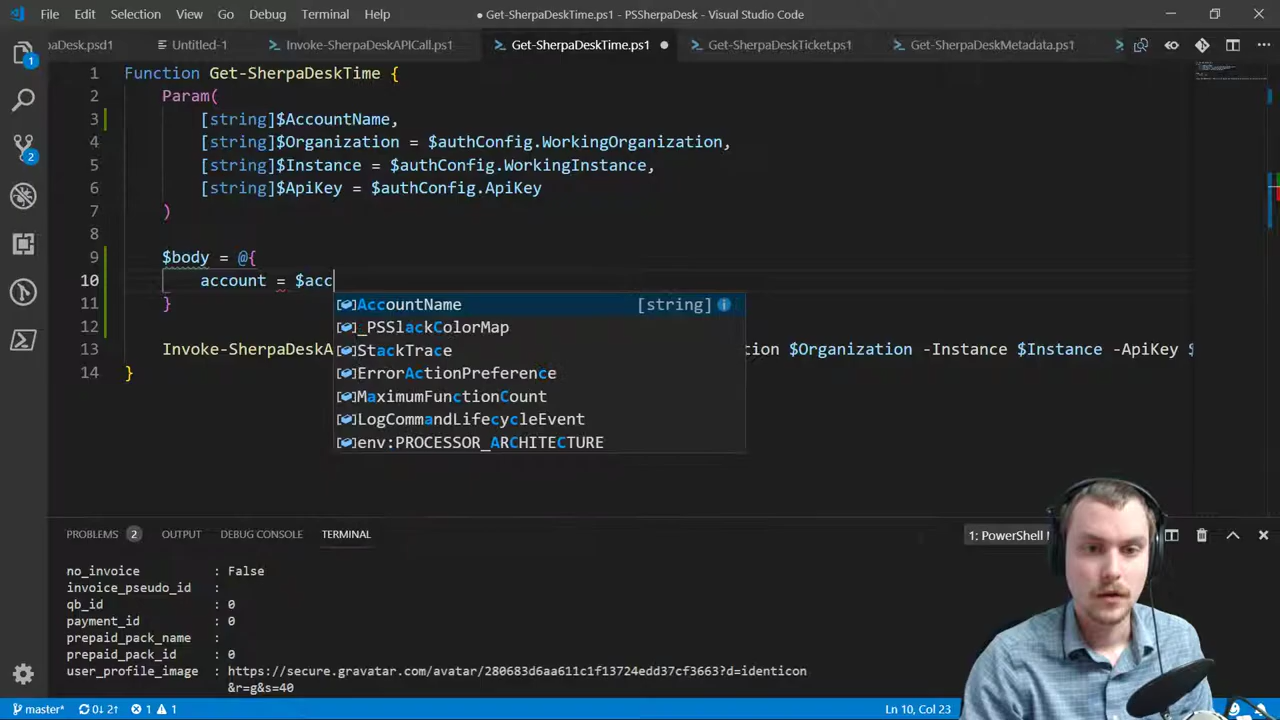 File Edit Selection View Go Debug Terminal Help
● Get-SherpaDeskTime.ps1 - PSSherpaDesk - Visual Studio Code
paDesk.psd1 Untitled-1 Invoke-SherpaDeskAPICall.ps1 Get-SherpaDeskTime.ps1 ● Get-SherpaDeskTicket.ps1 Get-SherpaDeskMetadata.ps1
1 Function Get-SherpaDeskTime {
2 Param(
3 [string]$AccountName,
4 [string]$Organization = $authConfig.WorkingOrganization,
5 [string]$Instance = $authConfig.WorkingInstance,
6 [string]$ApiKey = $authConfig.ApiKey
7 )
8
9 $body = @{
10 account = $acc
11 }
12
13 Invoke-SherpaDeskA tion $Organization -Instance $Instance -ApiKey $
14 }
AccountName [string]
_PSSlackColorMap
StackTrace
ErrorActionPreference
MaximumFunctionCount
LogCommandLifecycleEvent
env:PROCESSOR_ARCHITECTURE
1
2
PROBLEMS 2 OUTPUT DEBUG CONSOLE TERMINAL 1: PowerShell
no_invoice : False
invoice_pseudo_id :
qb_id : 0
payment_id : 0
prepaid_pack_name :
prepaid_pack_id : 0
user_profile_image : https://secure.gravatar.com/avatar/280683d6aa611c1f13724edd37cf3663?d=identicon
&r=g&s=40
master* 0↓ 2↑ 1 1 Ln 10, Col 23